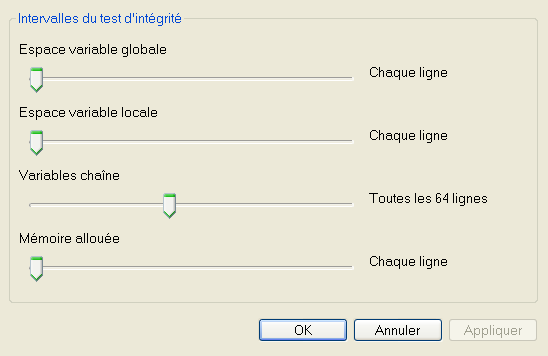 Intervalles du test d'intégrité
Espace variable globale
Chaque ligne
Espace variable locale
Chaque ligne
Variables chaîne
Toutes les 64 lignes
Mémoire allouée
Chaque ligne
OK Annuler Appliquer